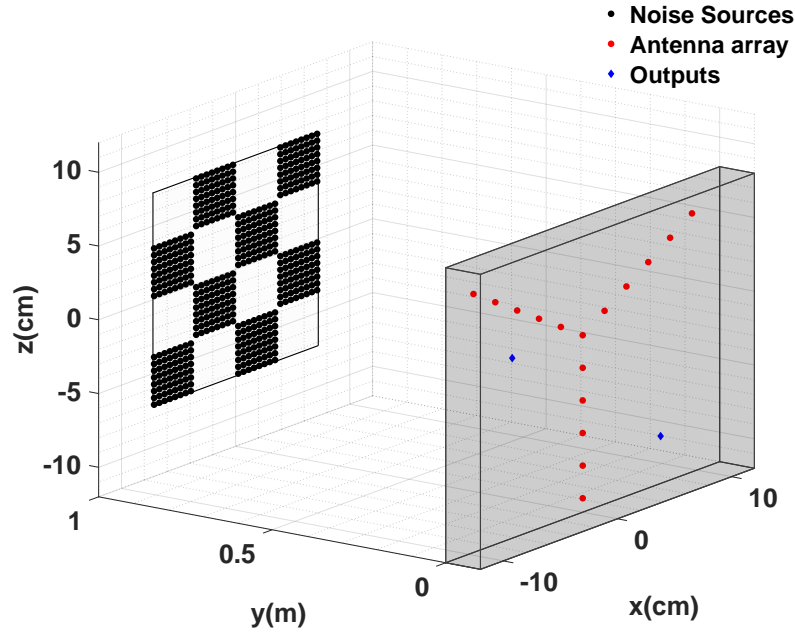 Noise Sources
Antenna array
Outputs
10
5
0
-5
-10
z(cm)
1
0.5
0
y(m)
-10
0
10
x(cm)